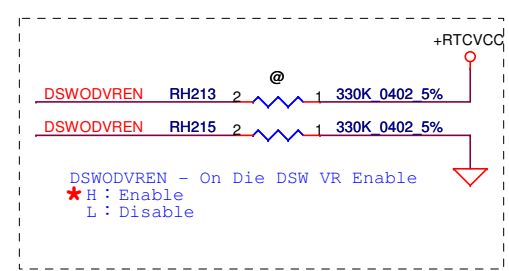 +RTCVCC
@
DSWODVREN RH213 2 1 330K_0402_5%
DSWODVREN RH215 2 1 330K_0402_5%
DSWODVREN - On Die DSW VR Enable
★ H：Enable
L：Disable